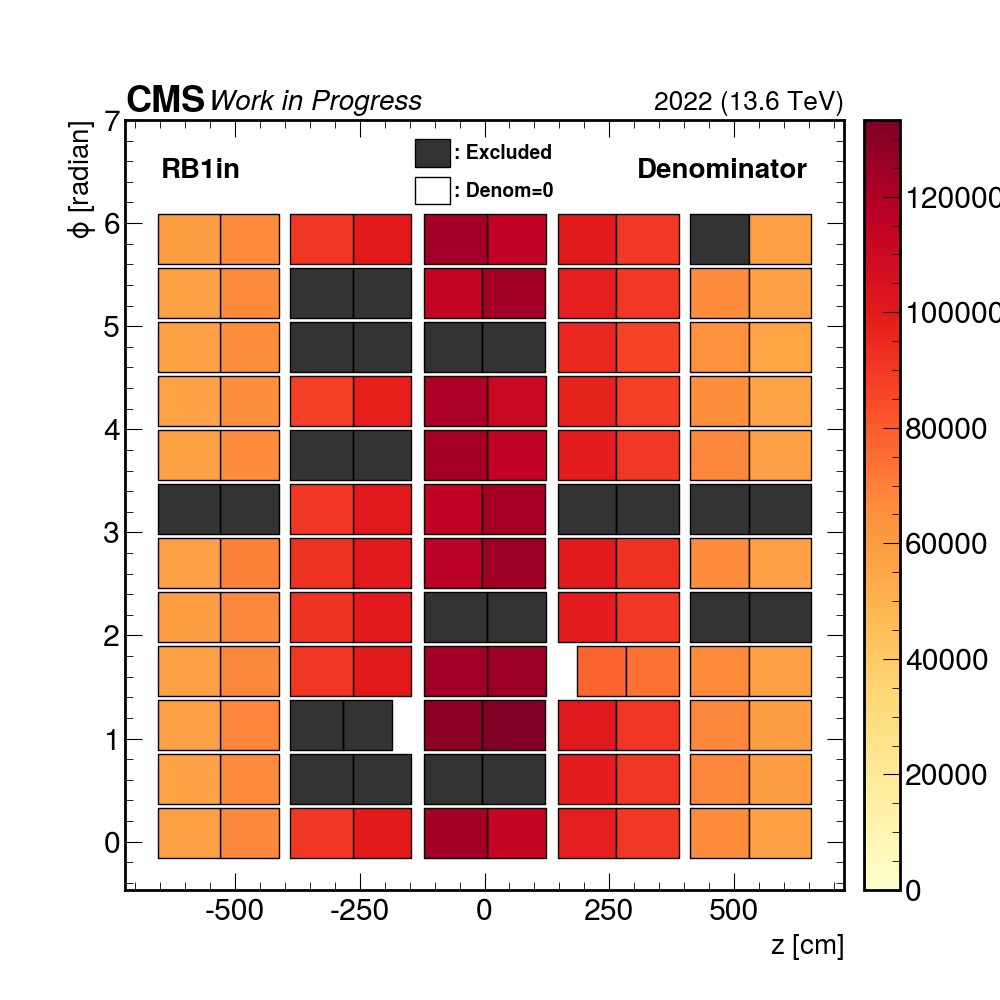 CMS Work in Progress 2022 (13.6 TeV)
RB1in
: Excluded
: Denom=0
Denominator
ϕ [radian]
7
6
5
4
3
2
1
0
-500 -250 0 250 500
z [cm]
120000
100000
80000
60000
40000
20000
0